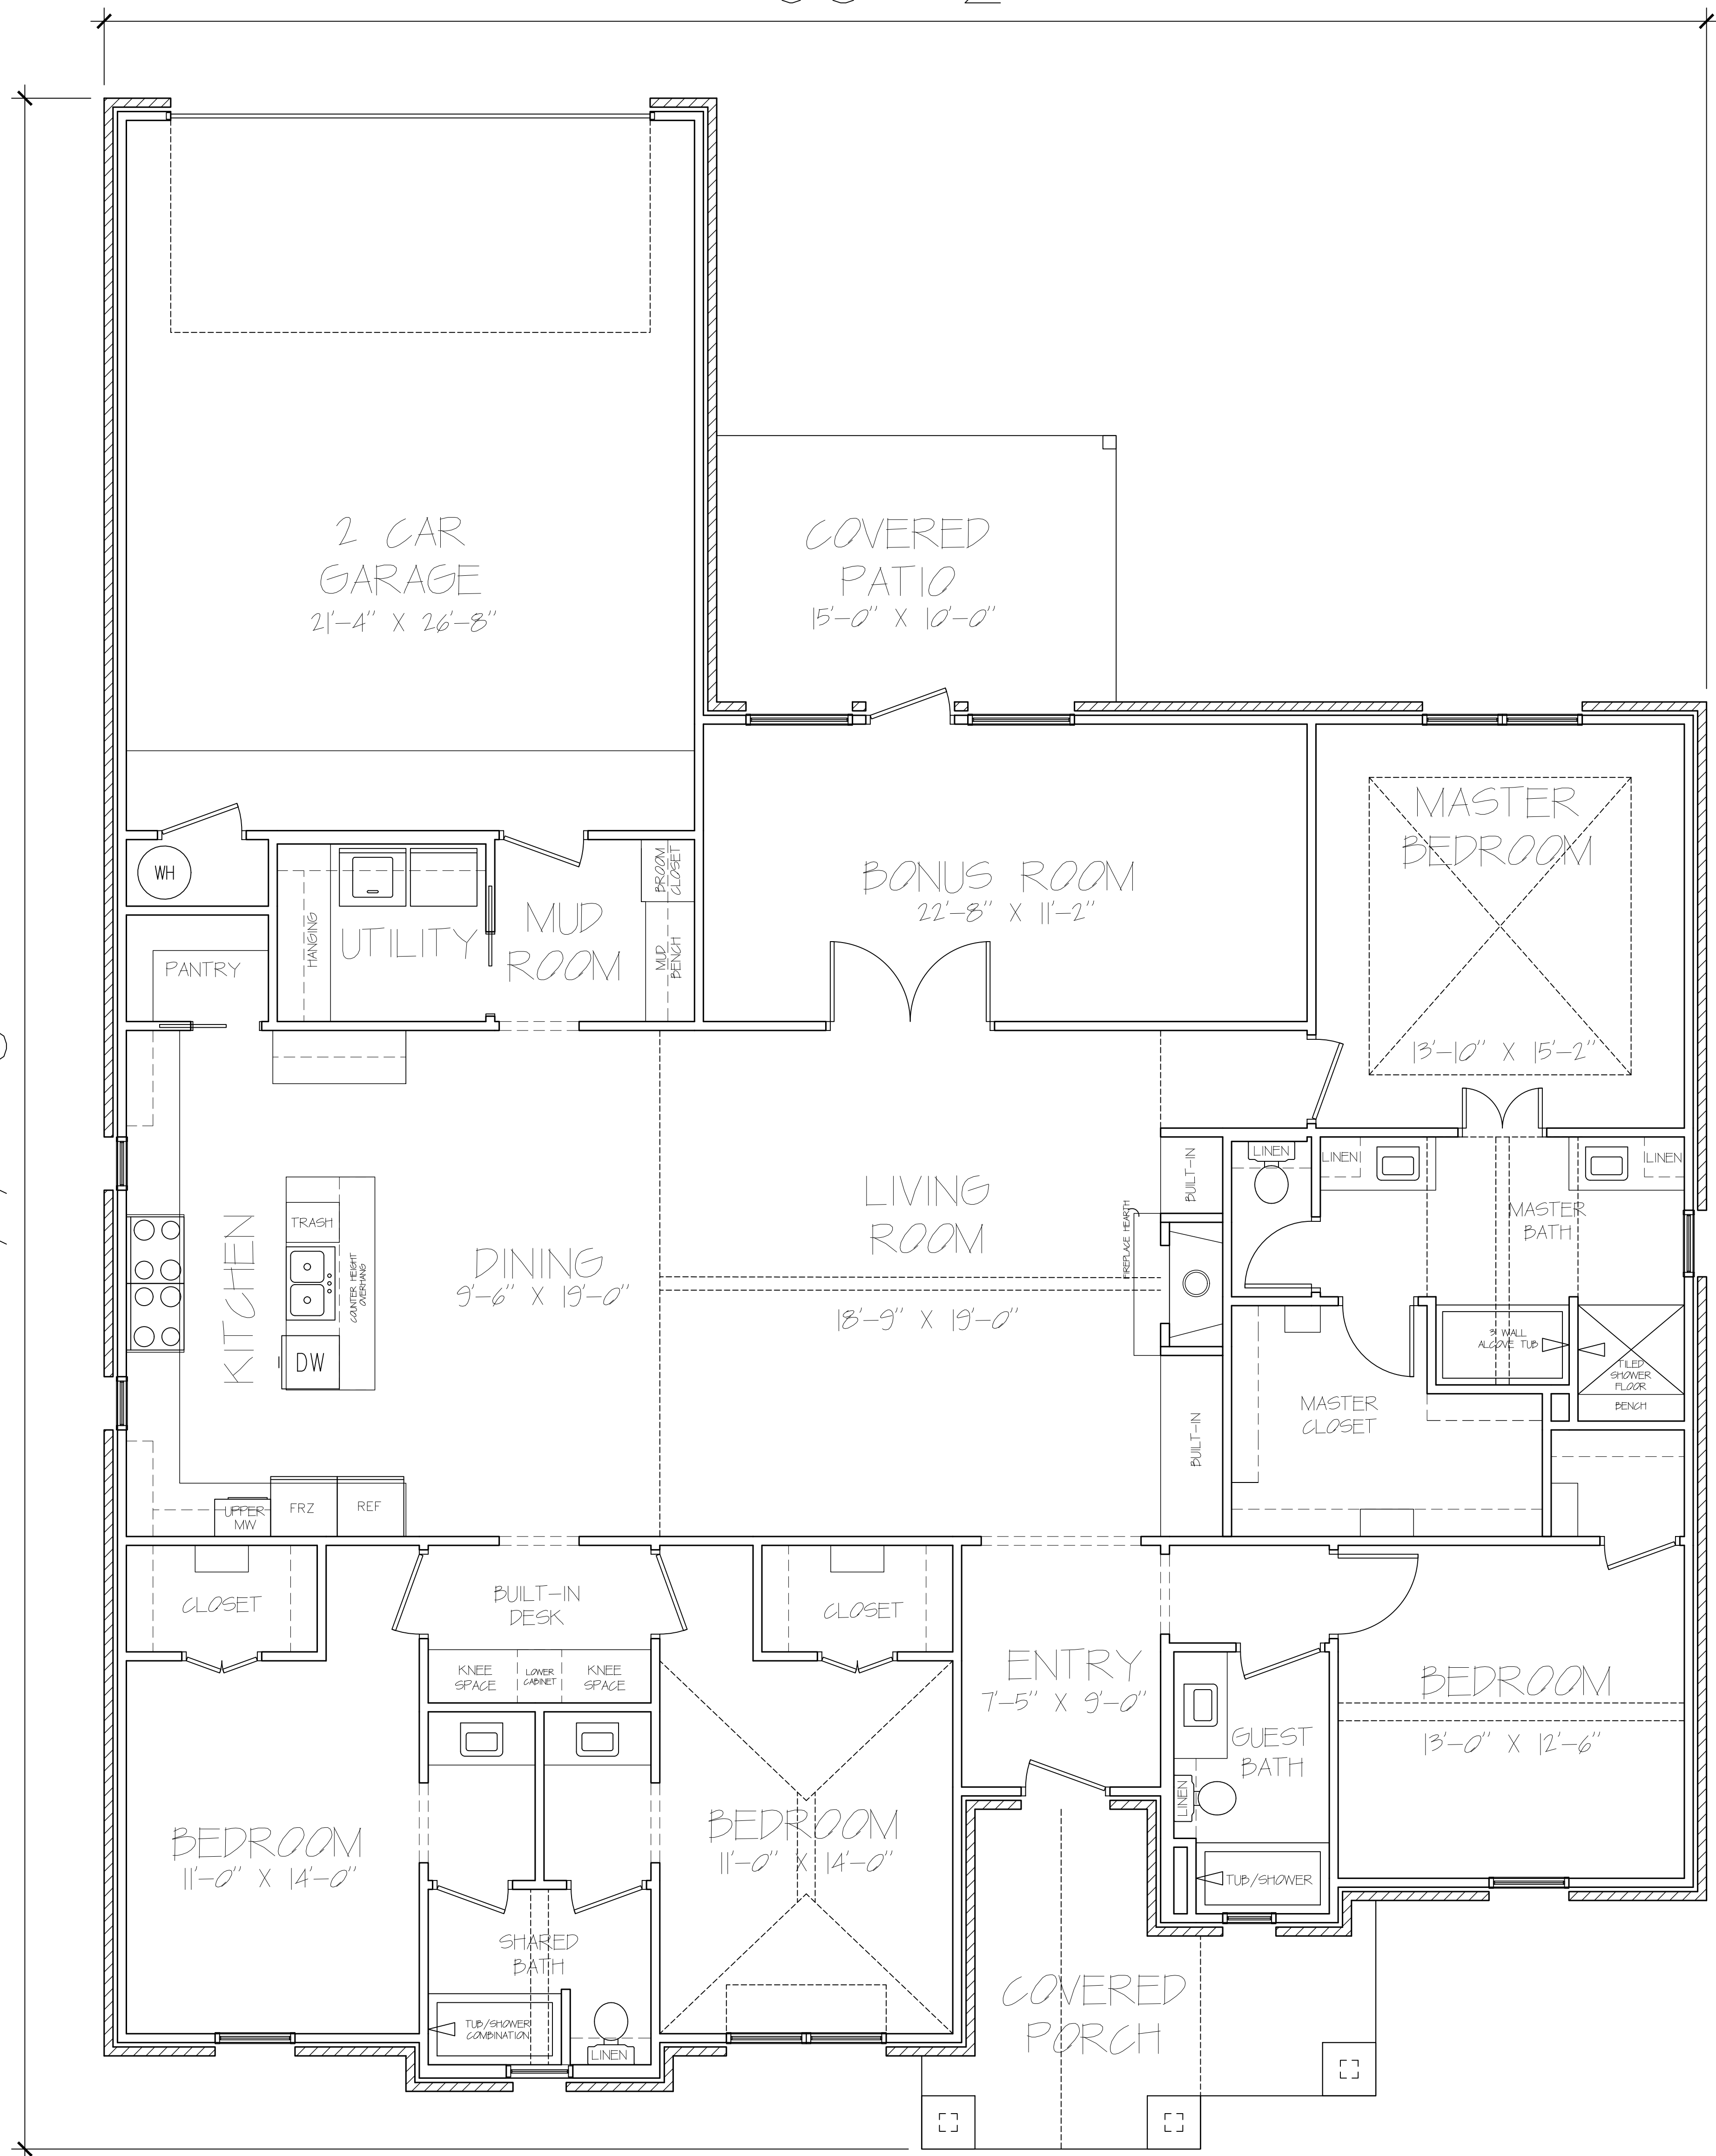 2 CAR
GARAGE
21'-4" X 26'-8"
COVERED
PATIO
15'-0" X 10'-0"
MASTER
BEDROOM
13'-10" X 15'-2"
BONUS ROOM
22'-8" X 11'-2"
WH
HANGING
UTILITY
MUD
ROOM
BROOM
CLOSET
MUD
BENCH
PANTRY
KITCHEN
TRASH
COUNTER HEIGHT
OVERHANG
DW
DINING
9'-6" X 19'-0"
LIVING
ROOM
18'-9" X 19'-0"
FIREPLACE HEARTH
BUILT-IN
BUILT-IN
LINEN
LINEN
LINEN
MASTER
BATH
3 WALL
ALCOVE TUB
TILED
SHOWER
FLOOR
BENCH
MASTER
CLOSET
UPPER
MW
FRZ
REF
CLOSET
BUILT-IN
DESK
KNEE
SPACE
LOWER
CABINET
KNEE
SPACE
CLOSET
ENTRY
7'-5" X 9'-0"
GUEST
BATH
LINEN
TUB/SHOWER
BEDROOM
13'-0" X 12'-6"
BEDROOM
11'-0" X 14'-0"
BEDROOM
11'-0" X 14'-0"
SHARED
BATH
TUB/SHOWER
COMBINATION
LINEN
COVERED
PORCH